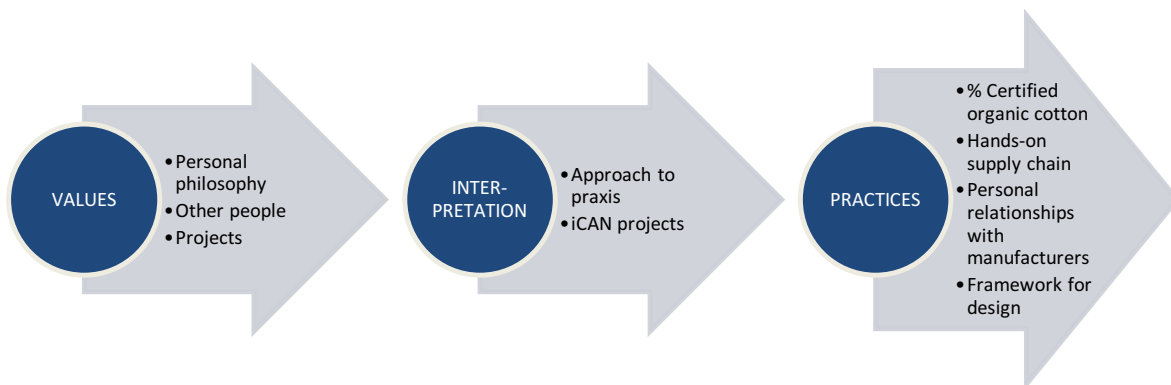 VALUES
•Personal
philosophy
•Other people
•Projects
INTER-
PRETATION
•Approach to
praxis
•iCAN projects
PRACTICES
•% Certified
organic cotton
•Hands-on
supply chain
•Personal
relationships
with
manufacturers
•Framework for
design